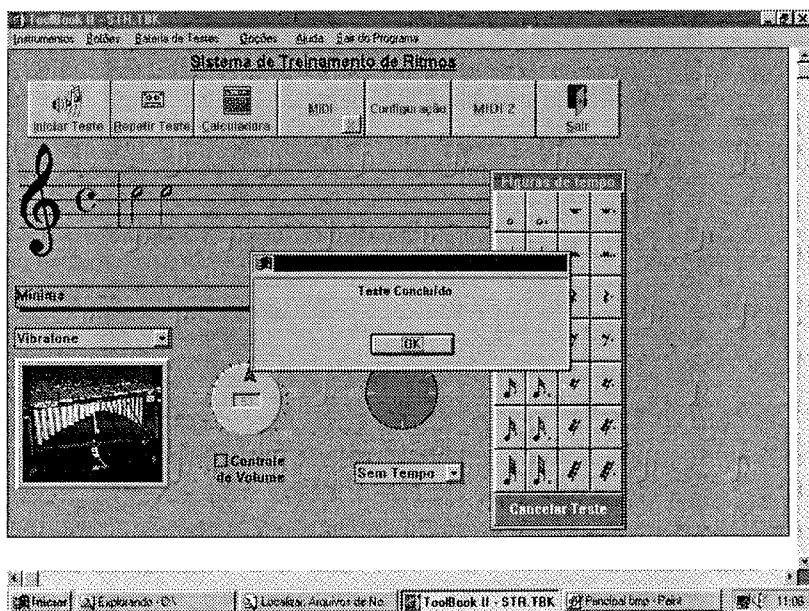 ToolBook II - STR.TBK
Instrumentos Botões Bateria de Testes Opções Ajuda Sair do Programa
Sistema de Treinamento de Ritmos
Iniciar Teste Repetir Teste Calculadora MIDI ... Configuração MIDI 2 Sair
Figuras de tempo
Teste Concluído
Mínima
OK
Vibrafone
Controle de Volume
Sem Tempo
Cancelar Teste
Iniciar Explorando - D:\ Localizar: Arquivos de No ToolBook II - STR.TBK Principal.bmp - Paint 11:03